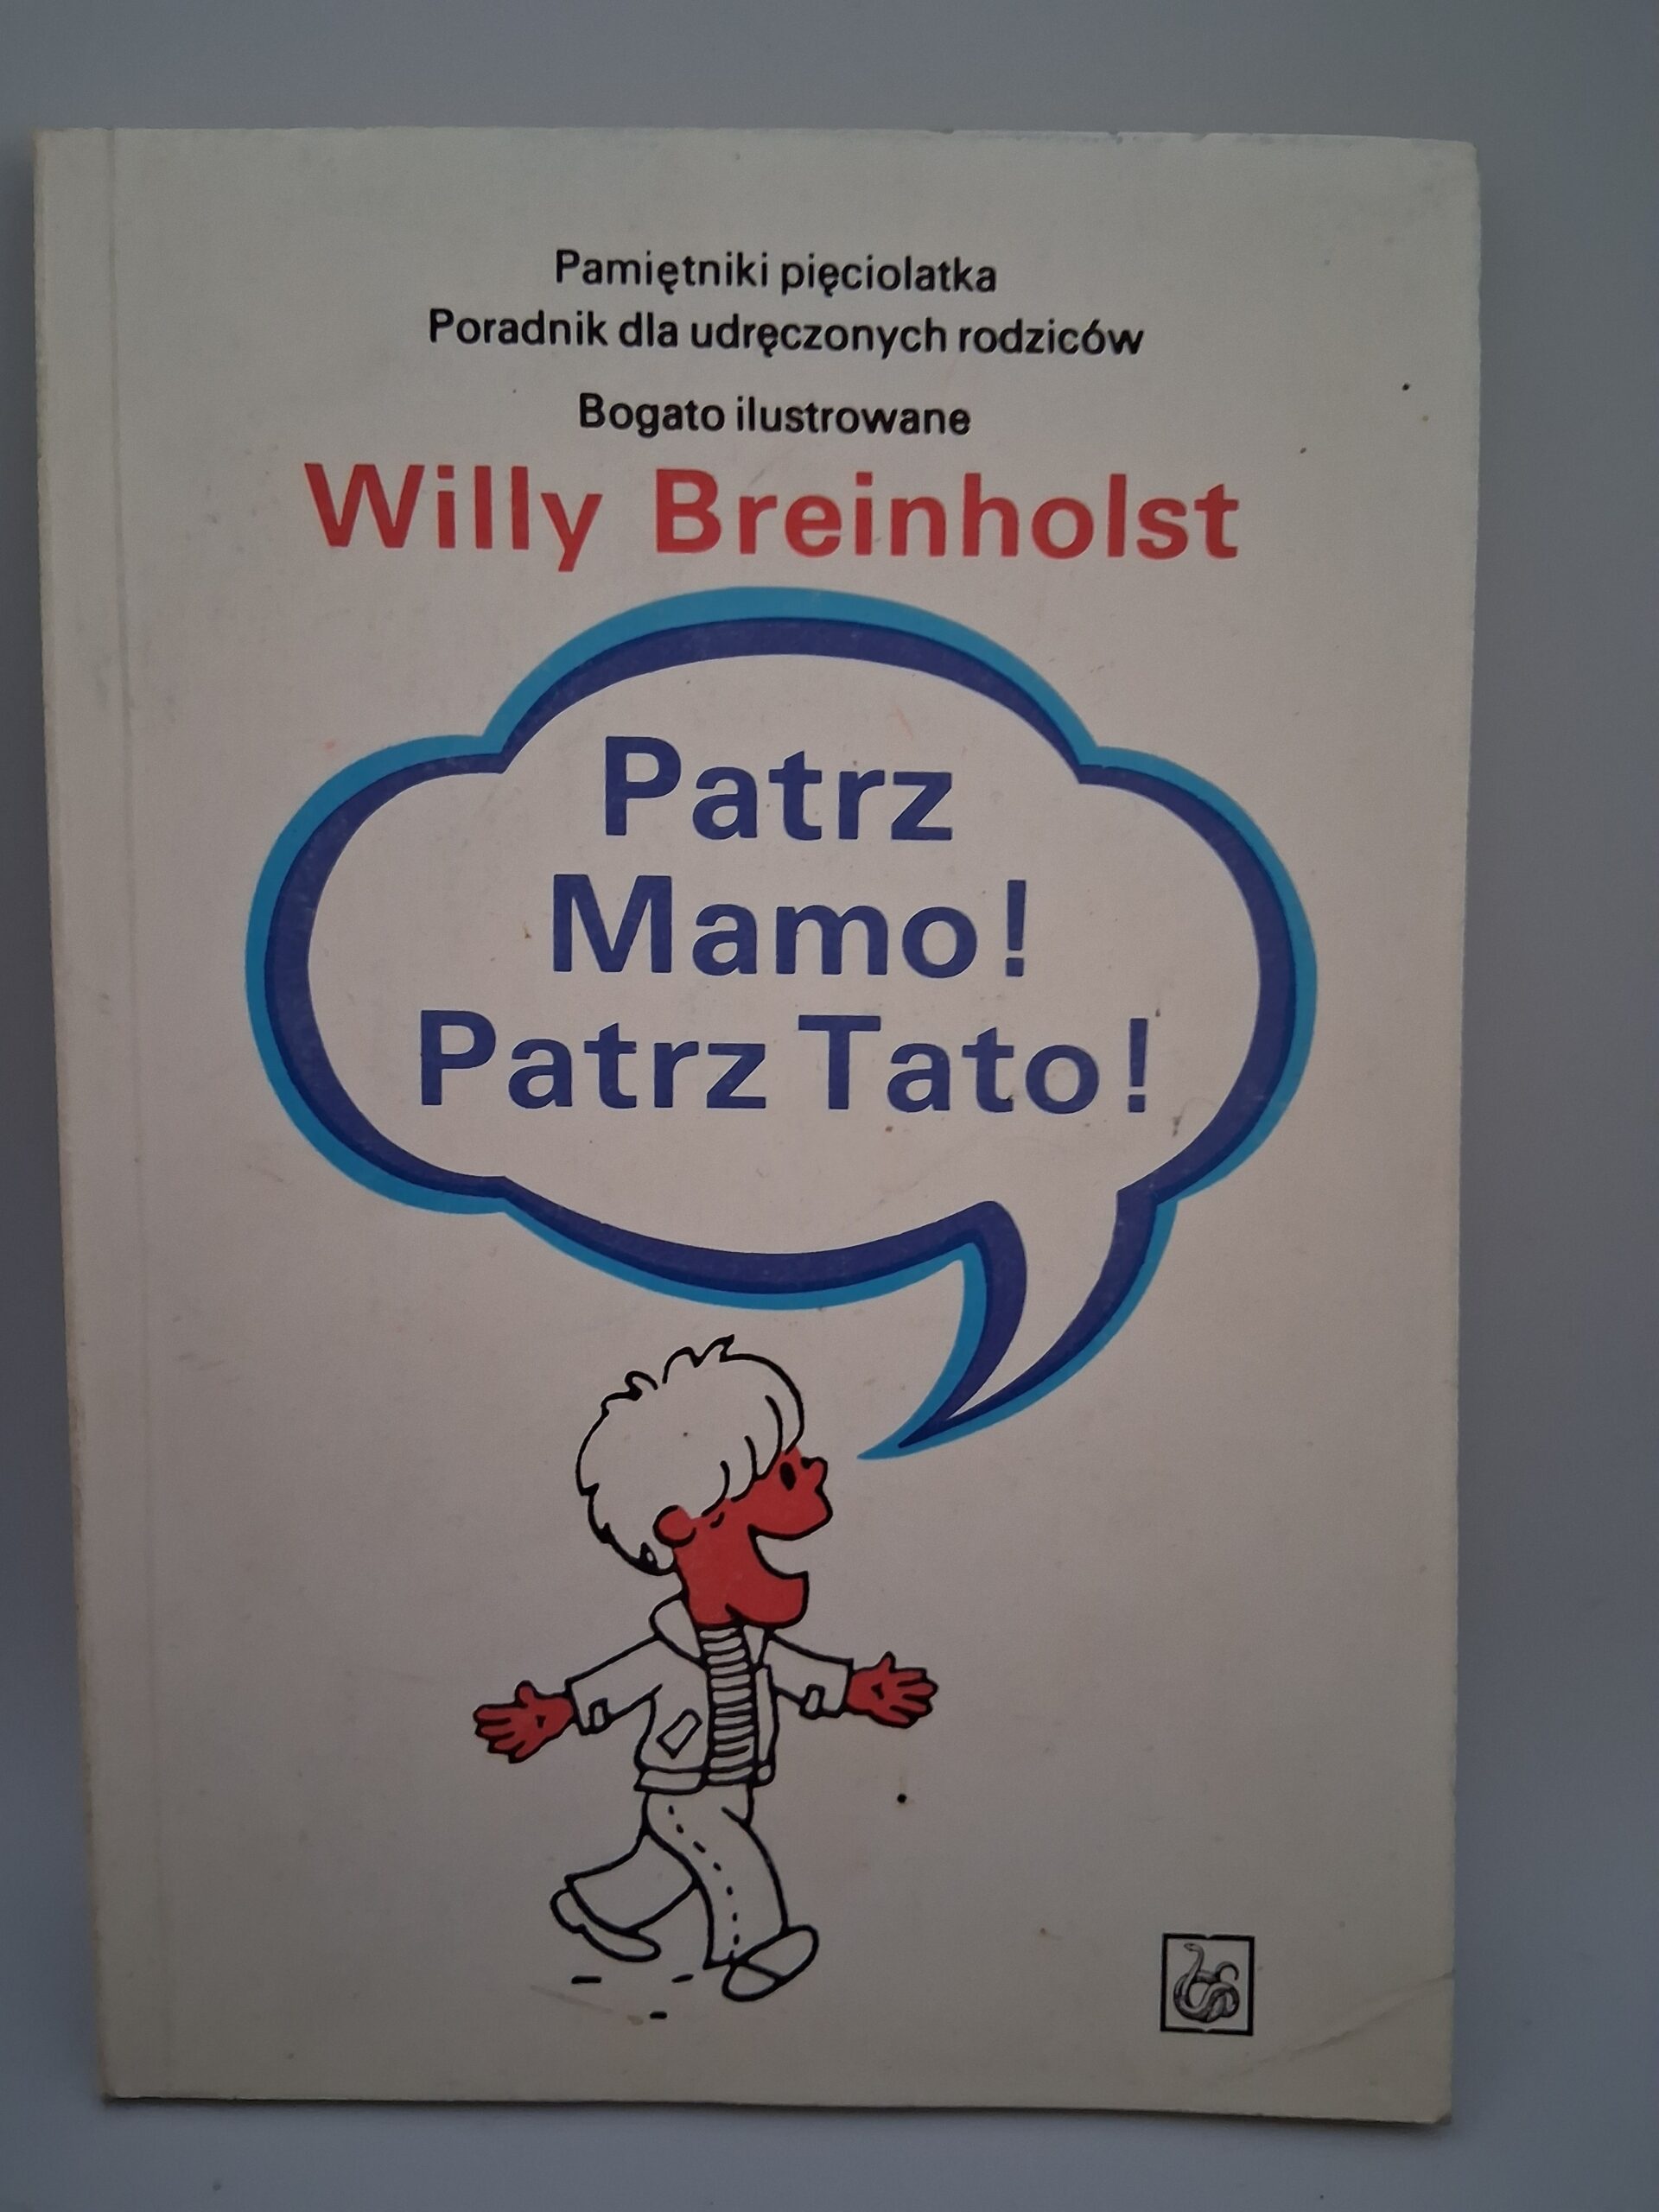 Pamiętniki pięciolatka
Poradnik dla udręczonych rodziców
Bogato ilustrowane
Willy Breinholst
Patrz
Mamo!
Patrz Tato!